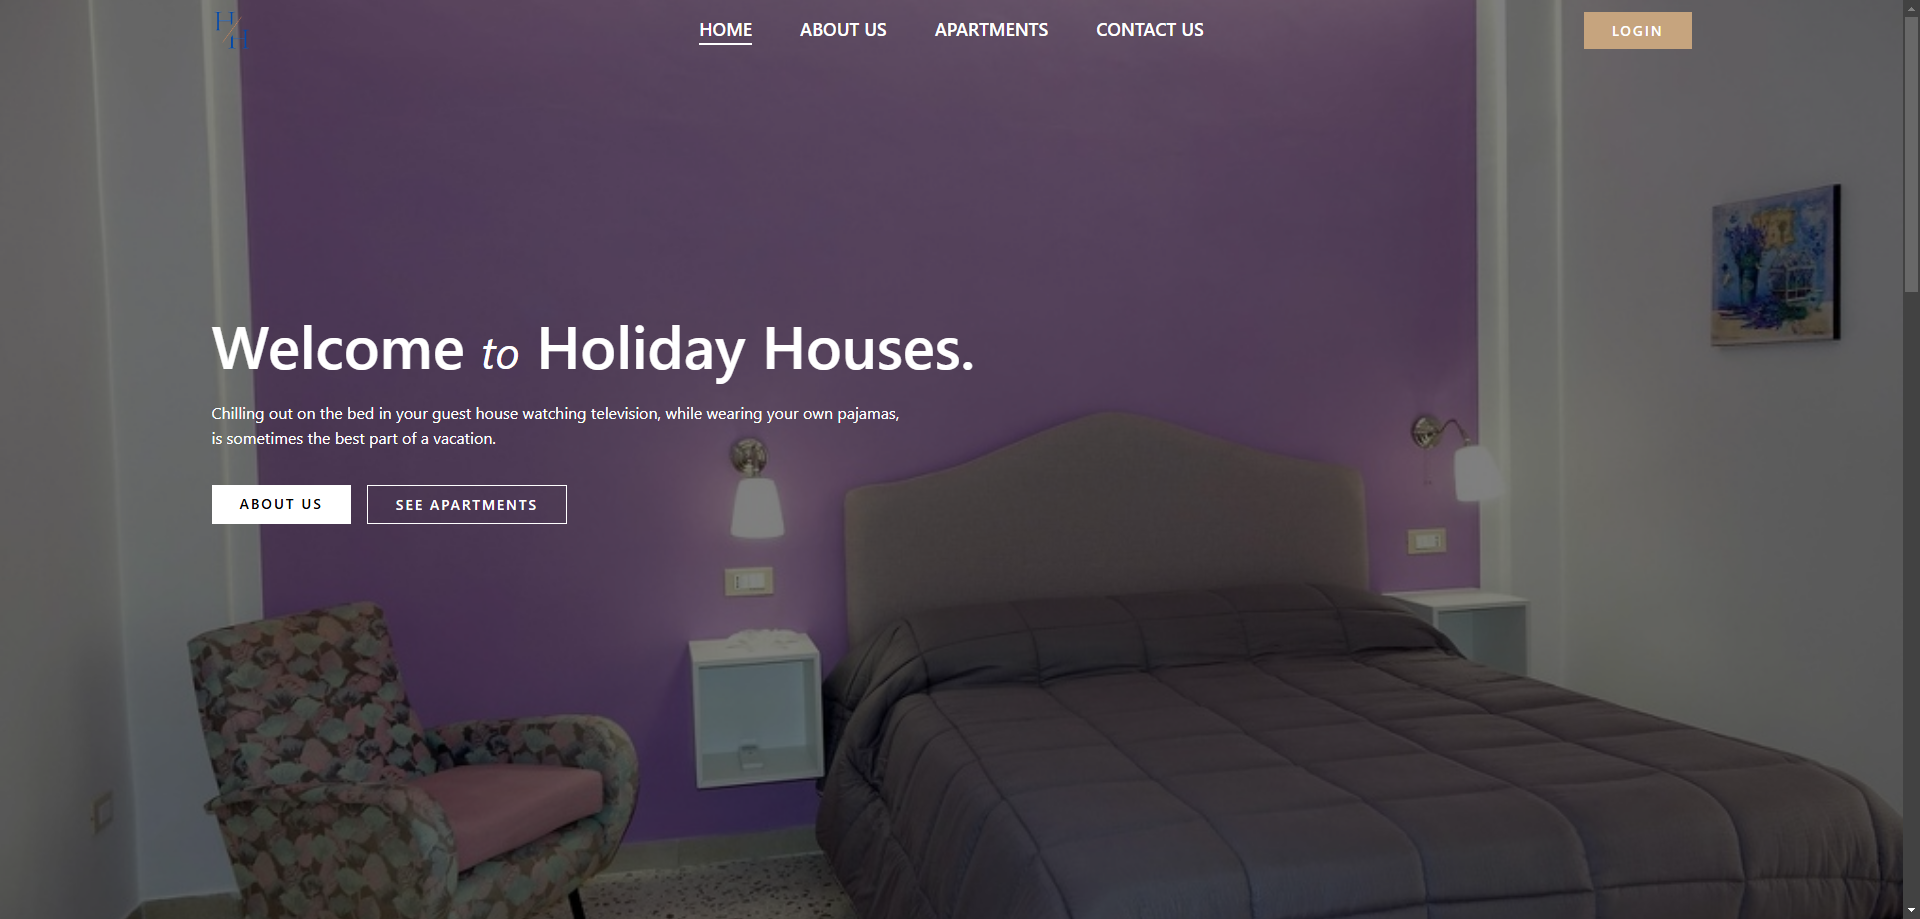 H
H
HOME
ABOUT US
APARTMENTS
CONTACT US
LOGIN
Welcome to Holiday Houses.
Chilling out on the bed in your guest house watching television, while wearing your own pajamas,
is sometimes the best part of a vacation.
ABOUT US
SEE APARTMENTS